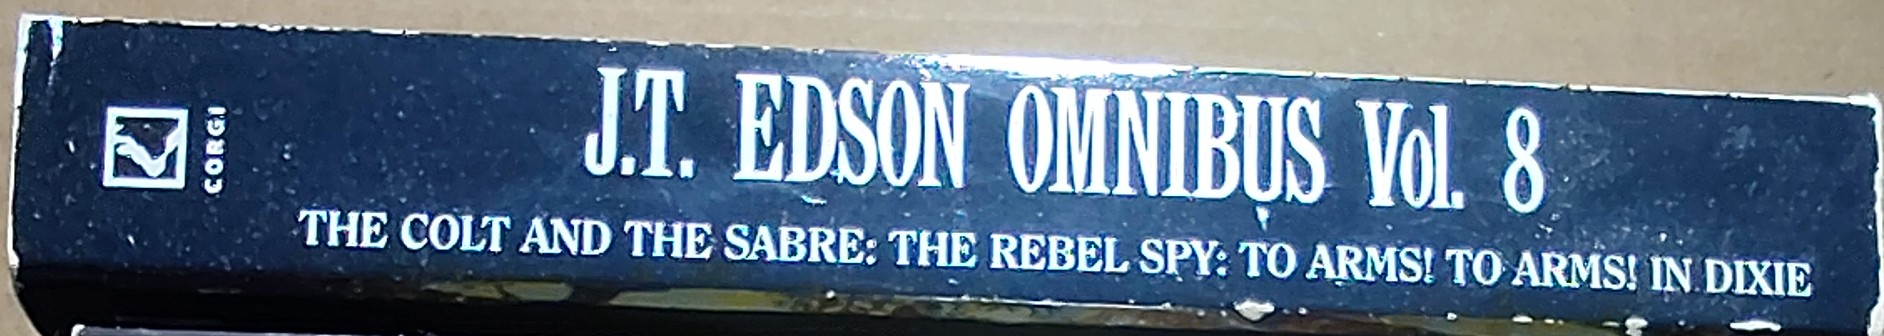 CORGI
J.T. EDSON OMNIBUS Vol. 8
THE COLT AND THE SABRE: THE REBEL SPY: TO ARMS! TO ARMS! IN DIXIE